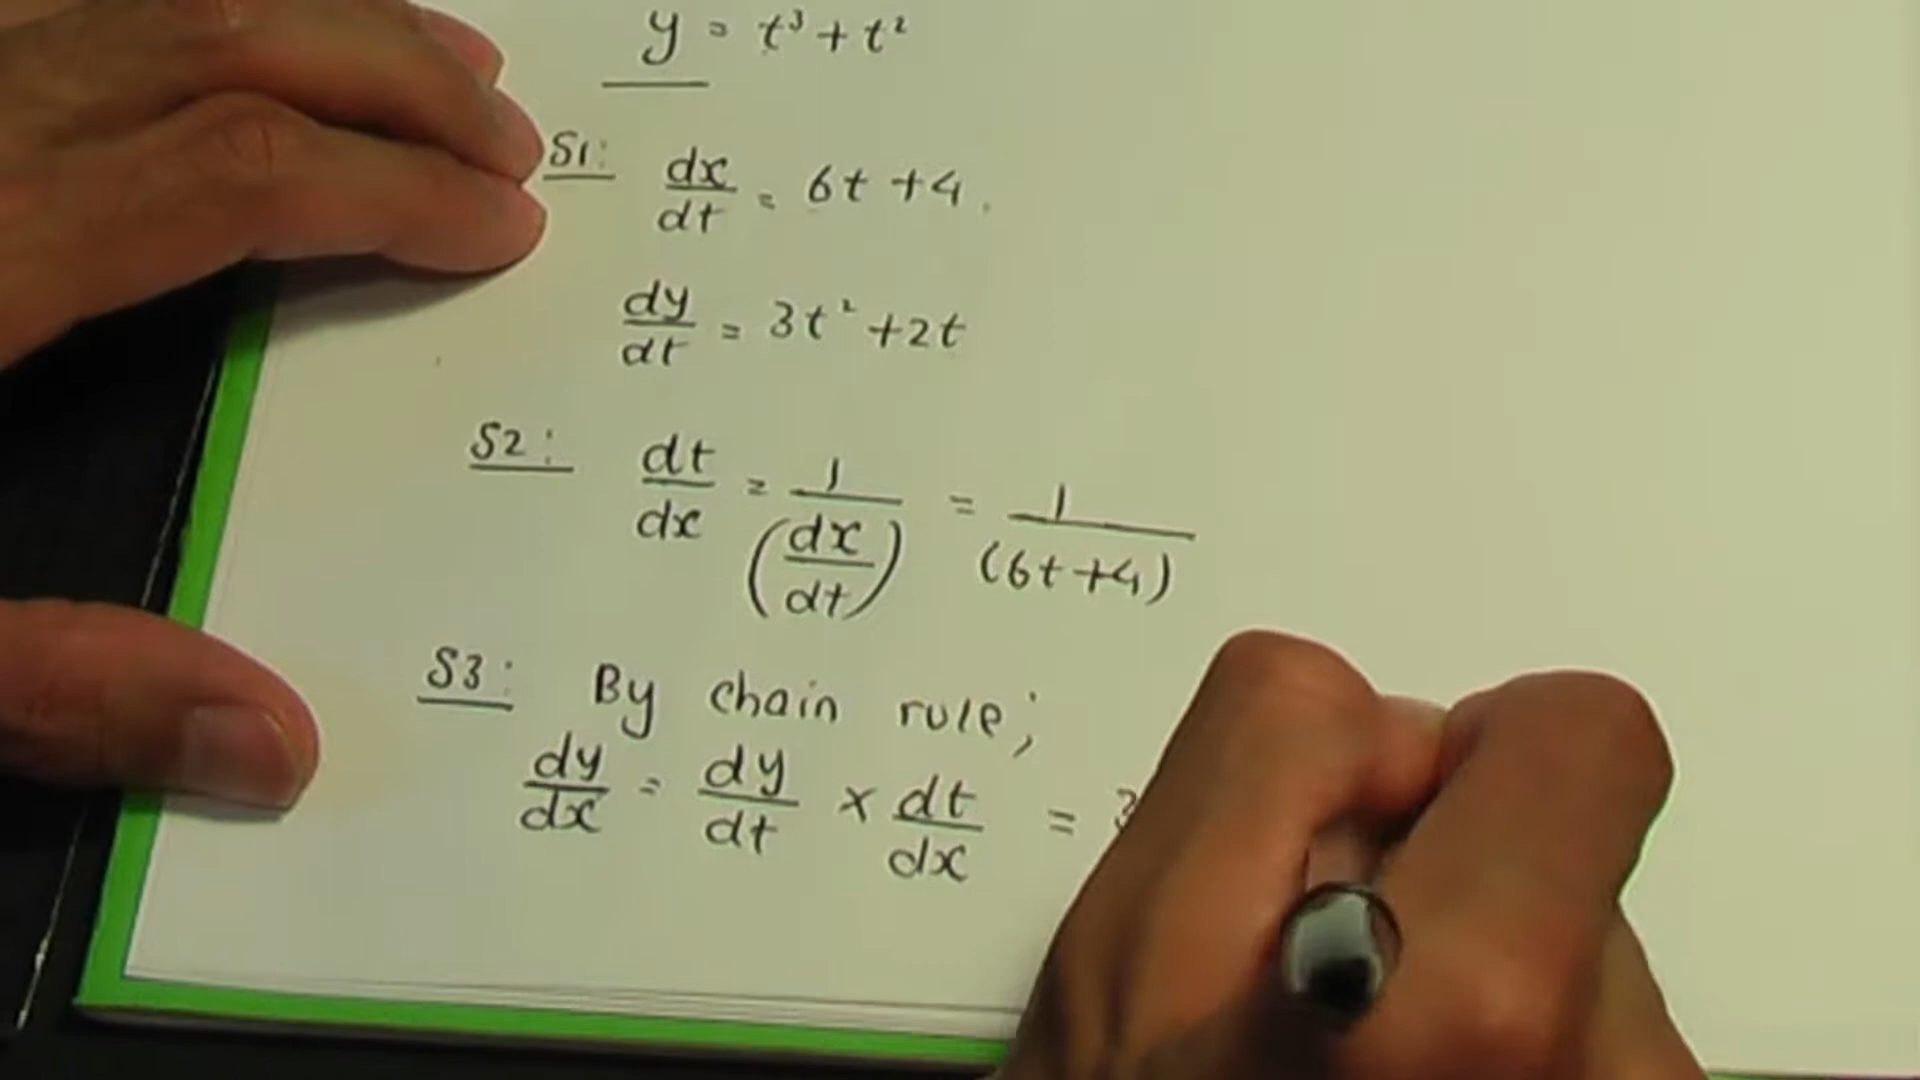 y = t³ + t²
S1: dx/dt = 6t + 4.
dy/dt = 3t² + 2t
S2: dt/dx = 1/(dx/dt) = 1/(6t+4)
S3: By chain rule;
dy/dx = dy/dt × dt/dx = 3